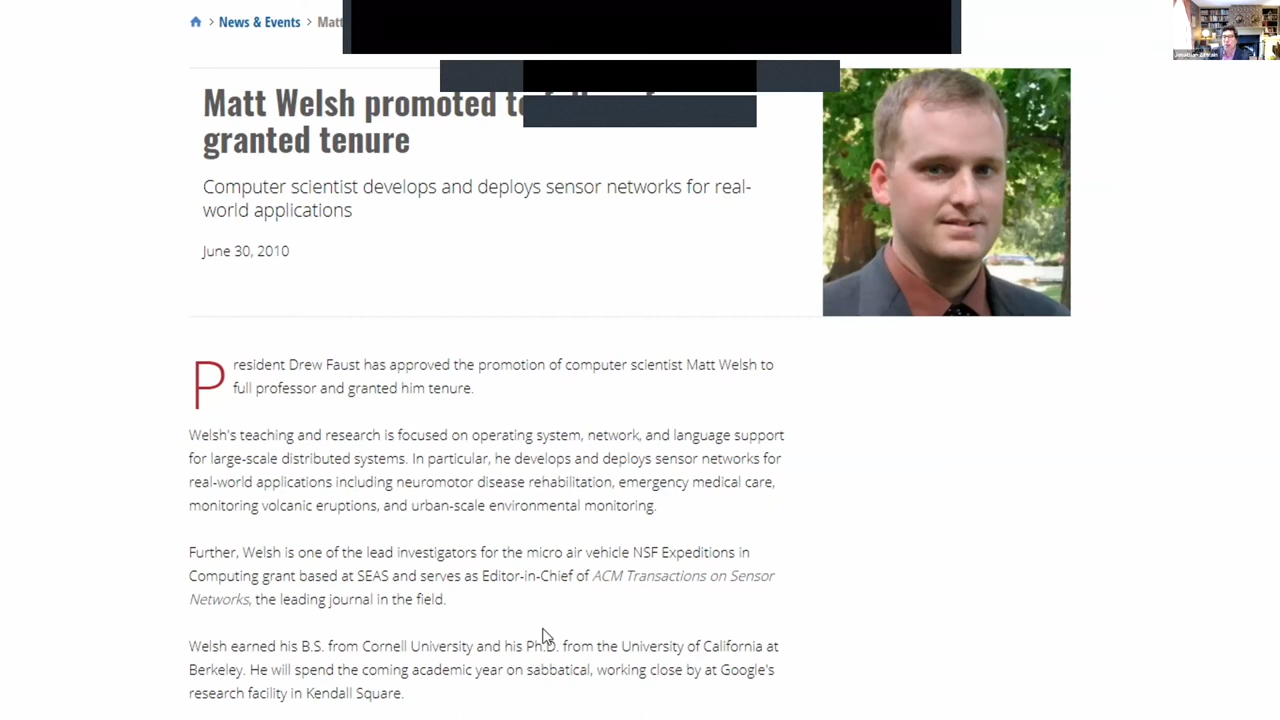 > News & Events > Matt
Matt Welsh promoted to
granted tenure
Computer scientist develops and deploys sensor networks for real-
world applications
June 30, 2010
President Drew Faust has approved the promotion of computer scientist Matt Welsh to
full professor and granted him tenure.
Welsh's teaching and research is focused on operating system, network, and language support
for large-scale distributed systems. In particular, he develops and deploys sensor networks for
real-world applications including neuromotor disease rehabilitation, emergency medical care,
monitoring volcanic eruptions, and urban-scale environmental monitoring.
Further, Welsh is one of the lead investigators for the micro air vehicle NSF Expeditions in
Computing grant based at SEAS and serves as Editor-in-Chief of ACM Transactions on Sensor
Networks, the leading journal in the field.
Welsh earned his B.S. from Cornell University and his Ph.D. from the University of California at
Berkeley. He will spend the coming academic year on sabbatical, working close by at Google's
research facility in Kendall Square.